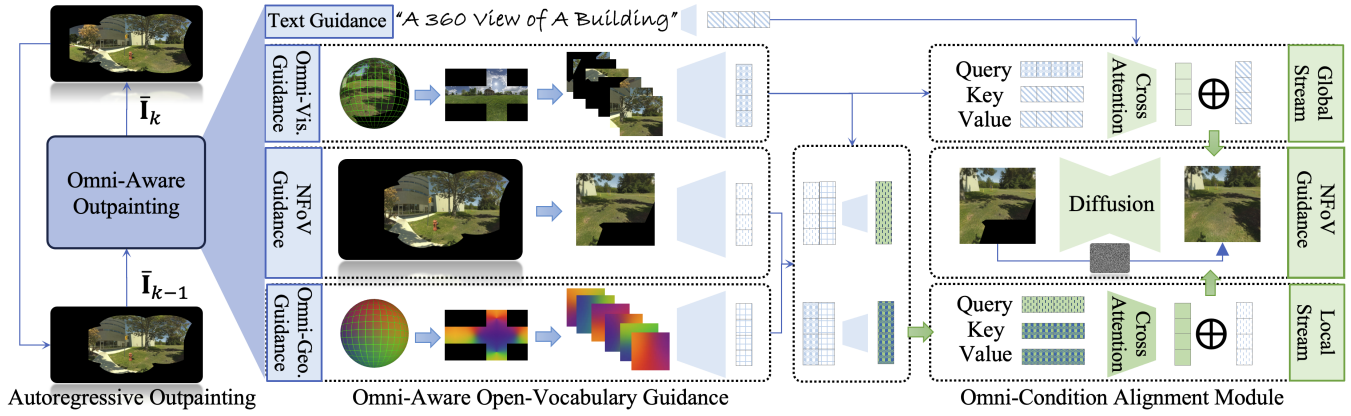 Text Guidance
“A 360 View of A Building”
Omni-Vis.
Guidance
NFoV
Guidance
Omni-Geo.
Guidance
Ī_k
Omni-Aware
Outpainting
Ī_{k−1}
Autoregressive Outpainting
Omni-Aware Open-Vocabulary Guidance
Query
Key
Value
Cross
Attention
Global
Stream
Diffusion
NFoV
Guidance
Query
Key
Value
Cross
Attention
Local
Stream
Omni-Condition Alignment Module